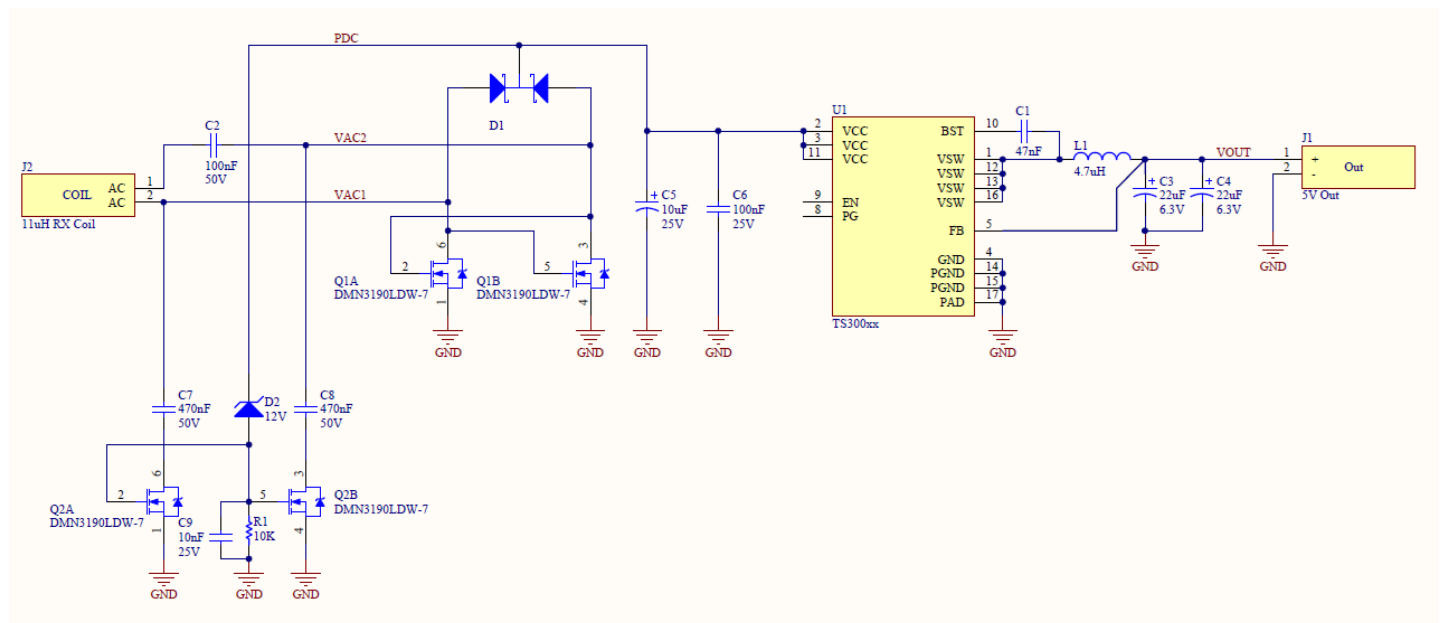 PDC
D1
C2
100nF
50V
VAC2
J2
COIL
AC 1
AC 2
11uH RX Coil
VAC1
6
2
1
Q1A
DMN3190LDW-7
GND
3
5
4
Q1B
DMN3190LDW-7
GND
C5
+
10uF
25V
GND
C6
100nF
25V
GND
U1
2 VCC
3 VCC
11 VCC
9 EN
8 PG
BST 10
VSW 1
VSW 12
VSW 13
VSW 16
FB 5
GND 4
PGND 14
PGND 15
PAD 17
TS300xx
GND
C1
47nF
L1
4.7uH
+
C3
22uF
6.3V
+
C4
22uF
6.3V
GND
VOUT
J1
1 +
2 -
Out
5V Out
GND
C7
470nF
50V
D2
12V
C8
470nF
50V
6
2
1
Q2A
DMN3190LDW-7
GND
C9
10nF
25V
R1
10K
GND
3
5
4
Q2B
DMN3190LDW-7
GND